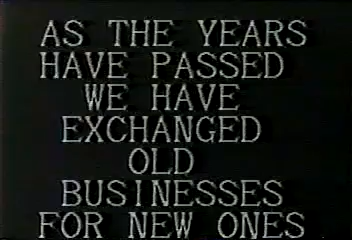 AS THE YEARS
HAVE PASSED
WE HAVE
EXCHANGED
OLD
BUSINESSES
FOR NEW ONES